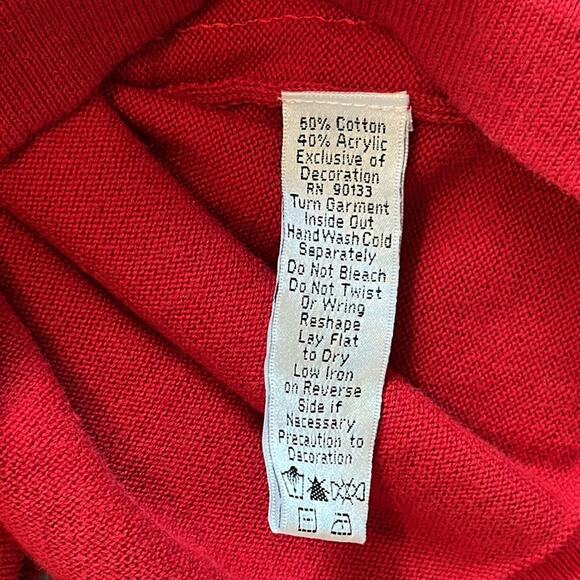 60% Cotton
40% Acrylic
Exclusive of
Decoration
RN 90133
Turn Garment
Inside Out
Hand Wash Cold
Separately
Do Not Bleach
Do Not Twist
Or Wring
Reshape
Lay Flat
to Dry
Low Iron
on Reverse
Side if
Necessary
Precaution to
Decoration